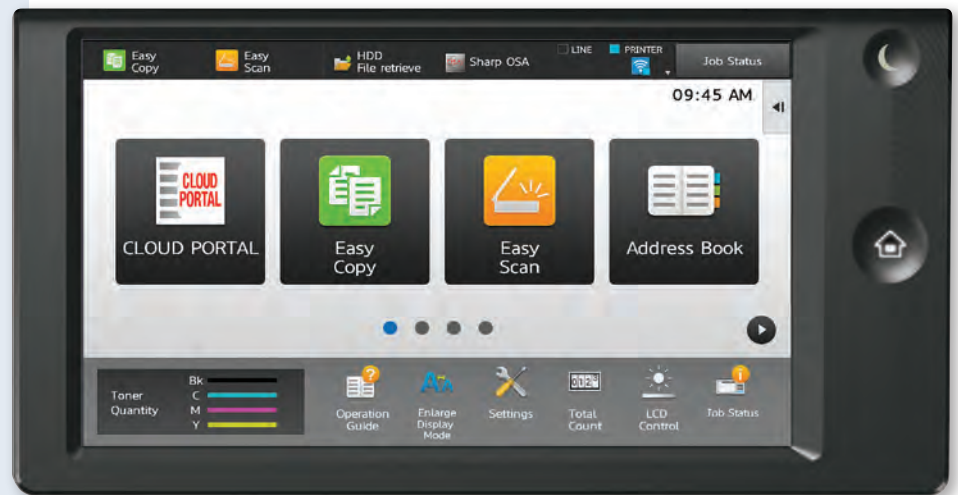 Easy
Copy
Easy
Scan
HDD
File retrieve
Sharp OSA
LINE
PRINTER
Job Status
09:45 AM
CLOUD
PORTAL
CLOUD PORTAL
Easy
Copy
Easy
Scan
Address Book
Toner
Quantity
Bk
C
M
Y
Operation
Guide
Enlarge
Display
Mode
Settings
Total
Count
LCD
Control
Job Status